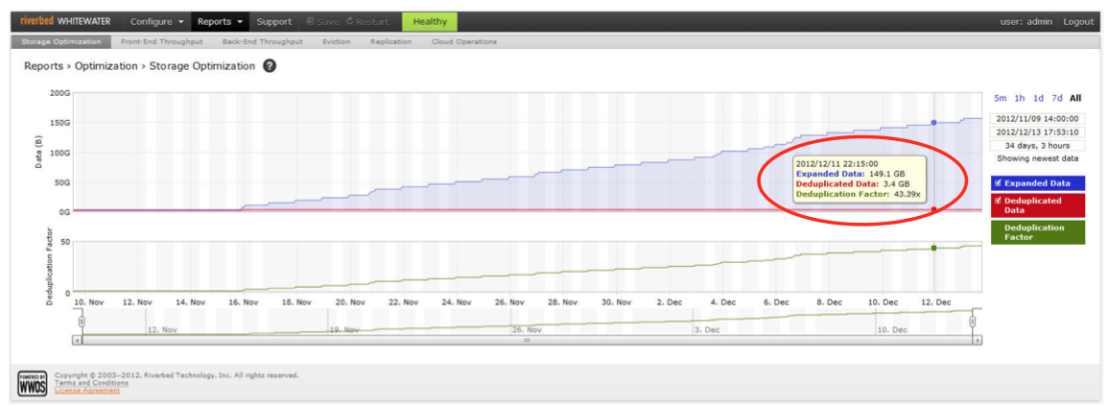 riverbed WHITEWATER Configure Reports Support Save Restart Healthy user: admin Logout
Storage Optimization Front-End Throughput Back-End Throughput Eviction Replication Cloud Operations
Reports › Optimization › Storage Optimization ?
200G
150G
100G
50G
0G
Data (B)
2012/12/11 22:15:00
Expanded Data: 149.1 GB
Deduplicated Data: 3.4 GB
Deduplication Factor: 43.39x
5m 1h 1d 7d All
2012/11/09 14:00:00
2012/12/13 17:53:10
34 days, 3 hours
Showing newest data
Expanded Data
Deduplicated
Data
Deduplication
Factor
50
0
Deduplication Factor
10. Nov 12. Nov 14. Nov 16. Nov 18. Nov 20. Nov 22. Nov 24. Nov 26. Nov 28. Nov 30. Nov 2. Dec 4. Dec 6. Dec 8. Dec 10. Dec 12. Dec
12. Nov 19. Nov 26. Nov 3. Dec 10. Dec
POWERED BY
WWOS
Copyright © 2003–2012, Riverbed Technology, Inc. All rights reserved.
Terms and Conditions
License Agreement